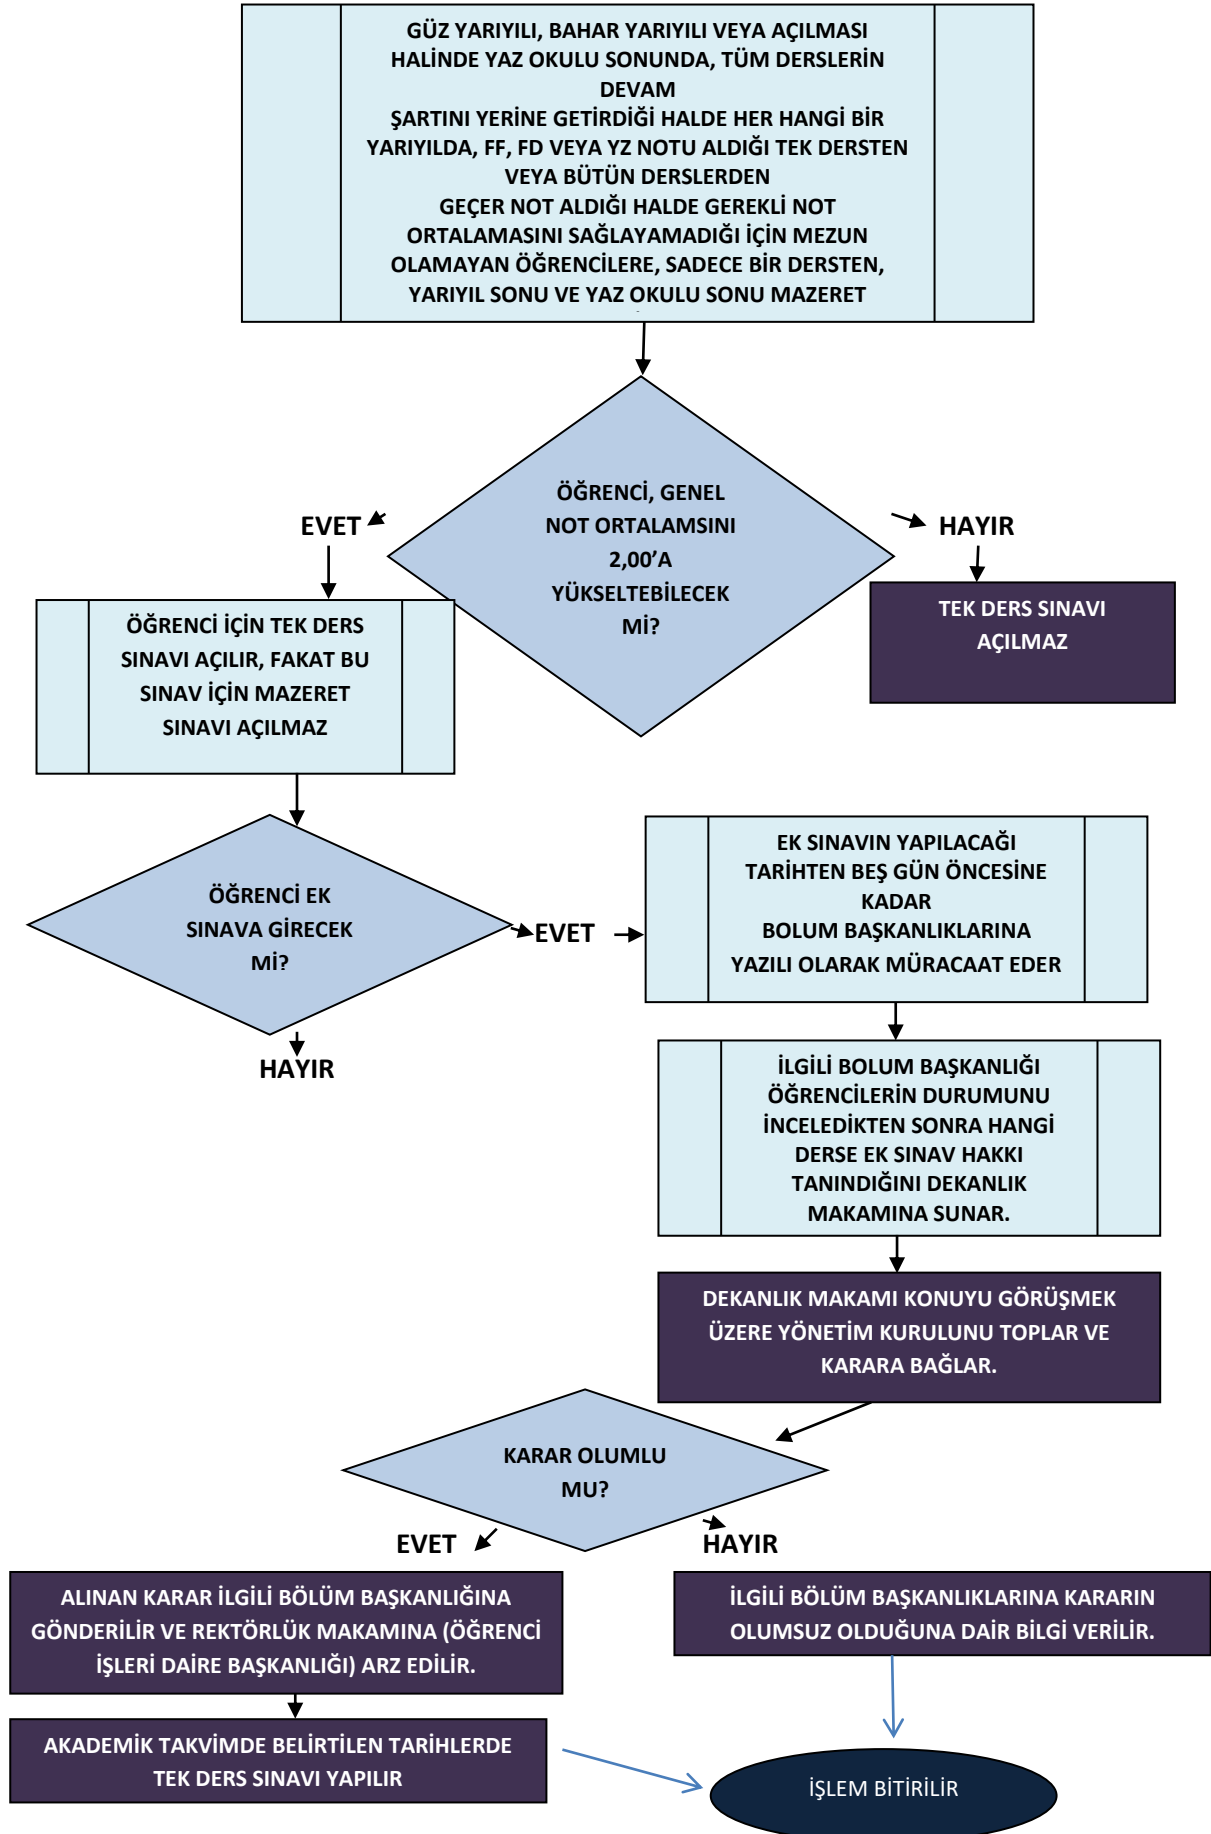 GÜZ YARIYILI, BAHAR YARIYILI VEYA AÇILMASI
HALİNDE YAZ OKULU SONUNDA, TÜM DERSLERİN
DEVAM
ŞARTINI YERİNE GETİRDİĞİ HALDE HER HANGİ BİR
YARIYILDA, FF, FD VEYA YZ NOTU ALDIĞI TEK DERSTEN
VEYA BÜTÜN DERSLERDEN
GEÇER NOT ALDIĞI HALDE GEREKLİ NOT
ORTALAMASINI SAĞLAYAMADIĞI İÇİN MEZUN
OLAMAYAN ÖĞRENCİLERE, SADECE BİR DERSTEN,
YARIYIL SONU VE YAZ OKULU SONU MAZERET
ÖĞRENCİ, GENEL
NOT ORTALAMSINI
2,00’A
YÜKSELTEBİLECEK
Mİ?
EVET
HAYIR
TEK DERS SINAVI
AÇILMAZ
ÖĞRENCİ İÇİN TEK DERS
SINAVI AÇILIR, FAKAT BU
SINAV İÇİN MAZERET
SINAVI AÇILMAZ
ÖĞRENCİ EK
SINAVA GİRECEK
Mİ?
EVET
HAYIR
EK SINAVIN YAPILACAĞI
TARİHTEN BEŞ GÜN ÖNCESİNE
KADAR
BOLUM BAŞKANLIKLARINA
YAZILI OLARAK MÜRACAAT EDER
İLGİLİ BOLUM BAŞKANLIĞI
ÖĞRENCİLERİN DURUMUNU
İNCELEDİKTEN SONRA HANGİ
DERSE EK SINAV HAKKI
TANINDIĞINI DEKANLIK
MAKAMINA SUNAR.
DEKANLIK MAKAMI KONUYU GÖRÜŞMEK
ÜZERE YÖNETİM KURULUNU TOPLAR VE
KARARA BAĞLAR.
KARAR OLUMLU
MU?
EVET
HAYIR
ALINAN KARAR İLGİLİ BÖLÜM BAŞKANLIĞINA
GÖNDERİLİR VE REKTÖRLÜK MAKAMINA (ÖĞRENCİ
İŞLERİ DAİRE BAŞKANLIĞI) ARZ EDİLİR.
İLGİLİ BÖLÜM BAŞKANLIKLARINA KARARIN
OLUMSUZ OLDUĞUNA DAİR BİLGİ VERİLİR.
AKADEMİK TAKVİMDE BELİRTİLEN TARİHLERDE
TEK DERS SINAVI YAPILIR
İŞLEM BİTİRİLİR